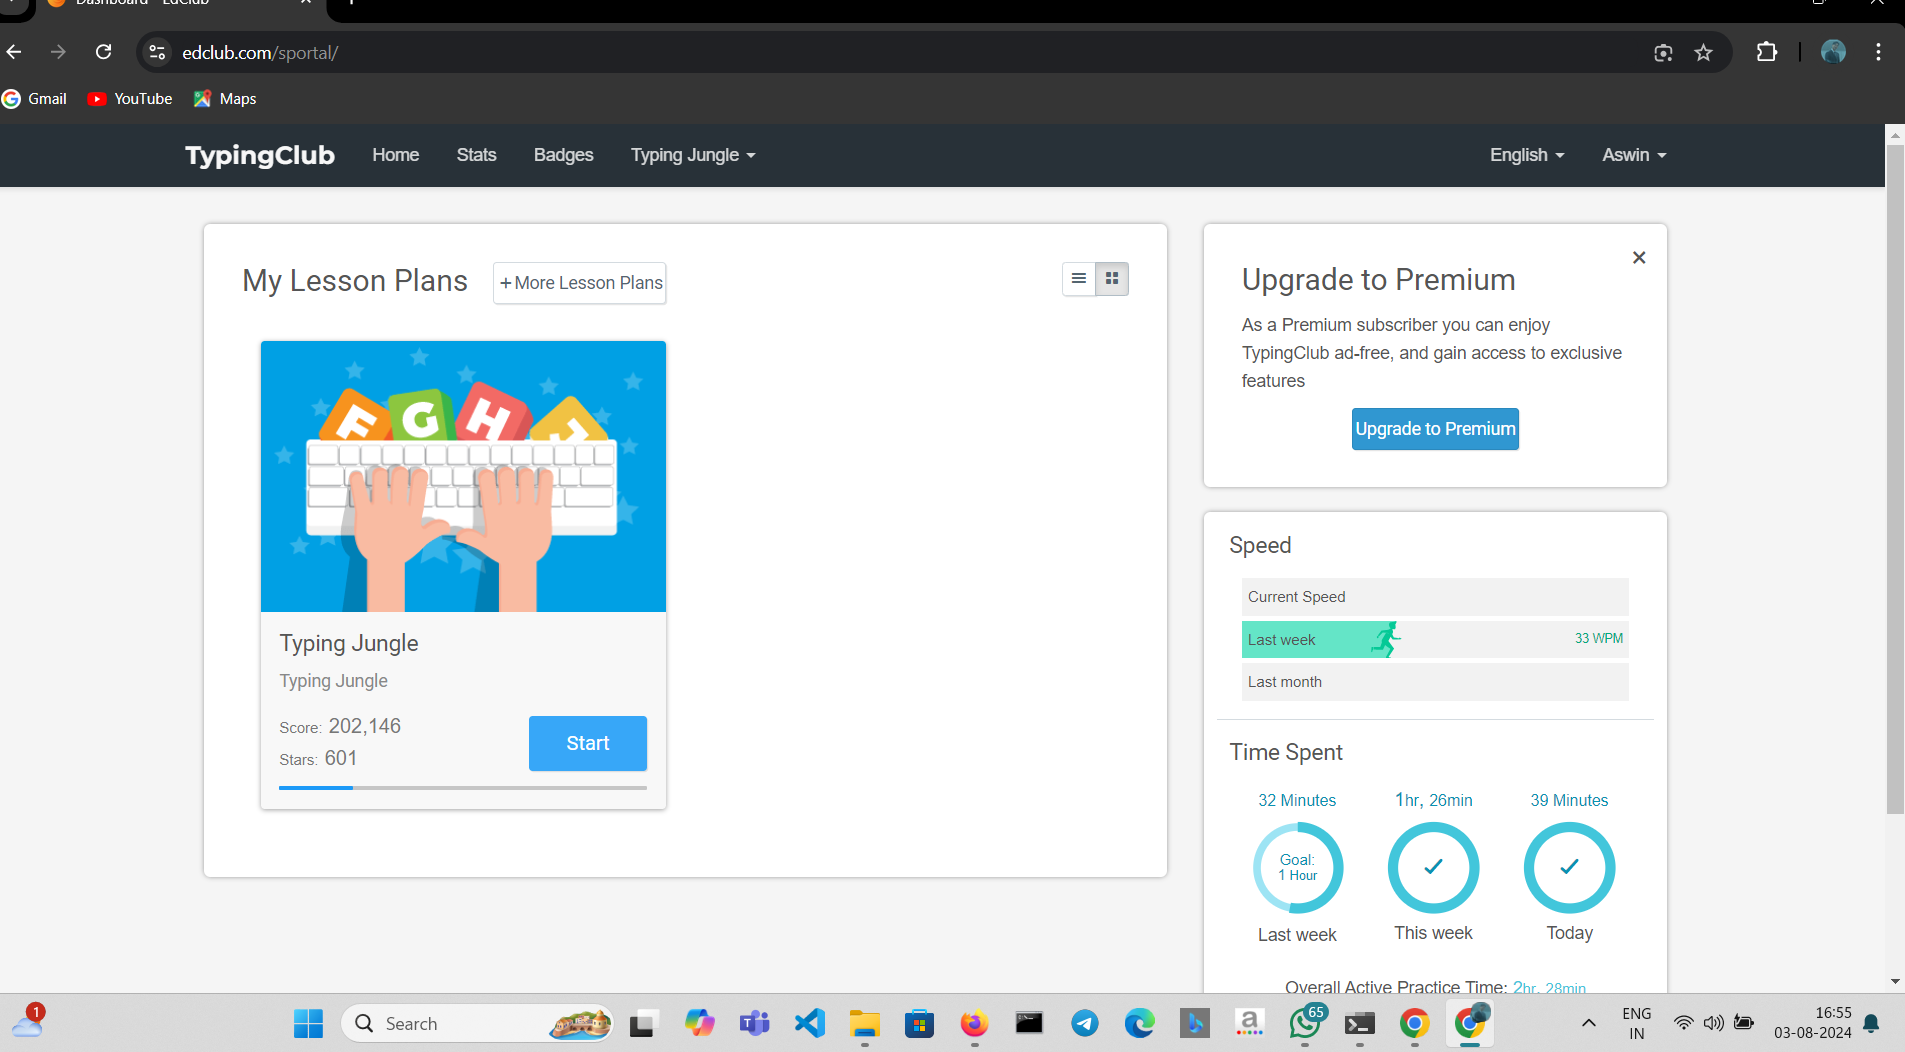 Dashboard - EdClub
edclub.com/sportal/
Gmail
YouTube
Maps
TypingClub
Home
Stats
Badges
Typing Jungle
English
Aswin
My Lesson Plans
+ More Lesson Plans
F G H
Typing Jungle
Typing Jungle
Score: 202,146
Stars: 601
Start
Upgrade to Premium
As a Premium subscriber you can enjoy
TypingClub ad-free, and gain access to exclusive
features
Upgrade to Premium
Speed
Current Speed
Last week 33 WPM
Last month
Time Spent
32 Minutes 1hr, 26min 39 Minutes
Goal:
1 Hour
Last week This week Today
Overall Active Practice Time: 2hr, 28min
1
Search
65
ENG
IN
16:55
03-08-2024